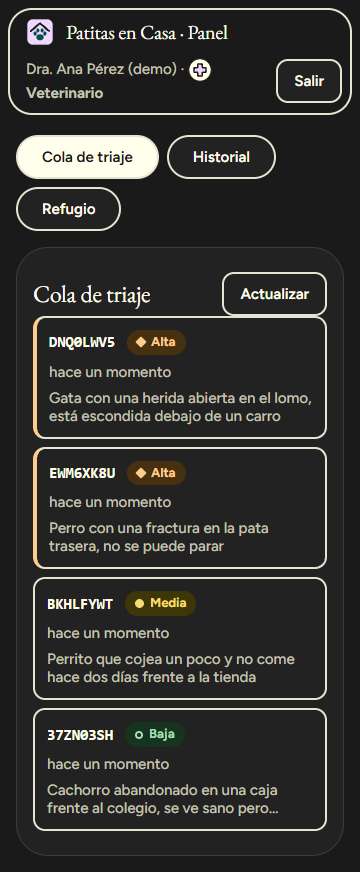 Patitas en Casa · Panel
Dra. Ana Pérez (demo) ·
Veterinario
Salir
Cola de triaje
Historial
Refugio
Cola de triaje
Actualizar
DNQ0LWV5
Alta
hace un momento
Gata con una herida abierta en el lomo,
está escondida debajo de un carro
EWM6XK8U
Alta
hace un momento
Perro con una fractura en la pata
trasera, no se puede parar
BKHLFYWT
Media
hace un momento
Perrito que cojea un poco y no come
hace dos días frente a la tienda
37ZN03SH
Baja
hace un momento
Cachorro abandonado en una caja
frente al colegio, se ve sano pero…